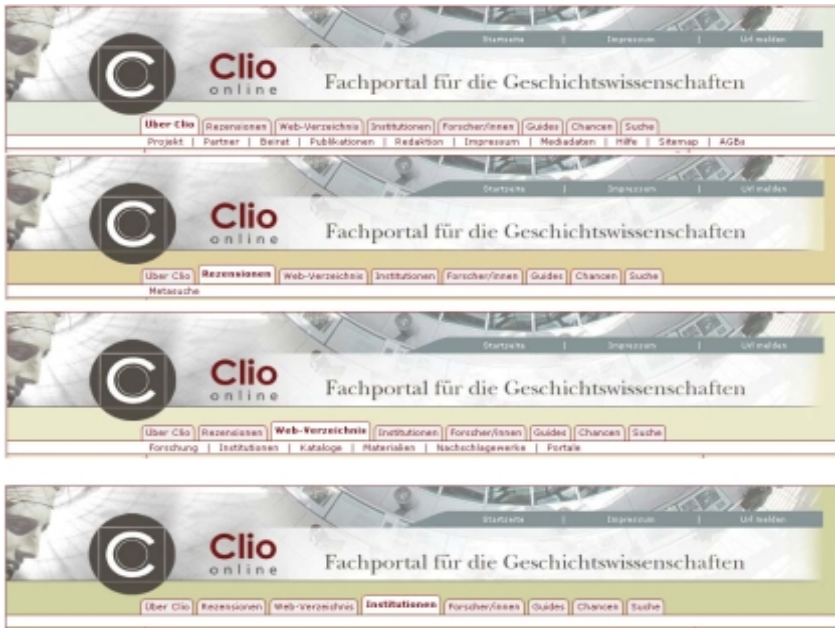 Startseite | Impressum | Url melden
C
Clio
online
Fachportal für die Geschichtswissenschaften
Über Clio Rezensionen Web-Verzeichnis Institutionen Forscher/innen Guides Chancen Suche
Projekt | Partner | Beirat | Publikationen | Redaktion | Impressum | Mediadaten | Hilfe | Sitemap | AGBs
Startseite | Impressum | Url melden
C
Clio
online
Fachportal für die Geschichtswissenschaften
Über Clio Rezensionen Web-Verzeichnis Institutionen Forscher/innen Guides Chancen Suche
Metasuche
Startseite | Impressum | Url melden
C
Clio
online
Fachportal für die Geschichtswissenschaften
Über Clio Rezensionen Web-Verzeichnis Institutionen Forscher/innen Guides Chancen Suche
Forschung | Institutionen | Kataloge | Materialien | Nachschlagewerke | Portale
Startseite | Impressum | Url melden
C
Clio
online
Fachportal für die Geschichtswissenschaften
Über Clio Rezensionen Web-Verzeichnis Institutionen Forscher/innen Guides Chancen Suche